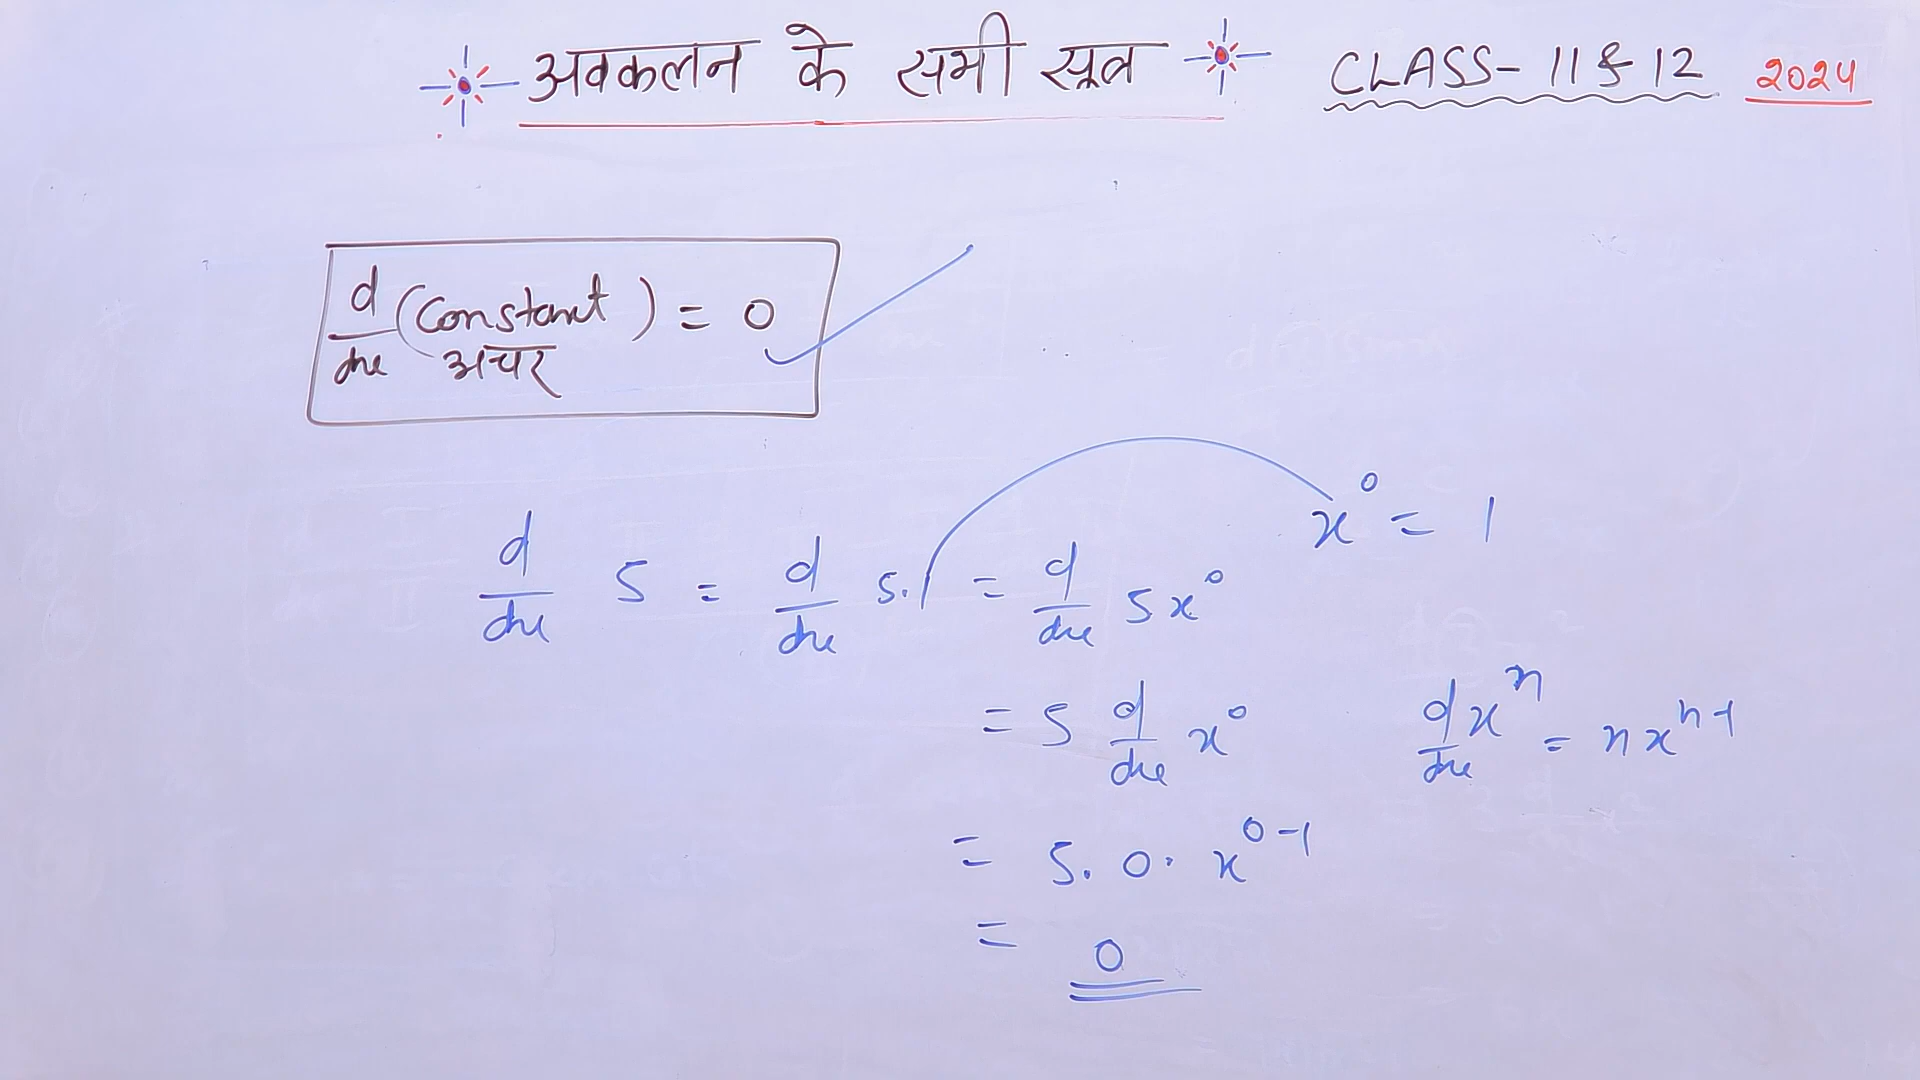 अवकलन के सभी सूत्र CLASS- 11 & 12 2024
d/dx (Constant) = 0
अचर
x⁰ = 1
d/dx 5 = d/dx 5.1 = d/dx 5x⁰
= 5 d/dx x⁰
d/dx xⁿ = nxⁿ⁻¹
= 5. 0. x⁰⁻¹
= 0